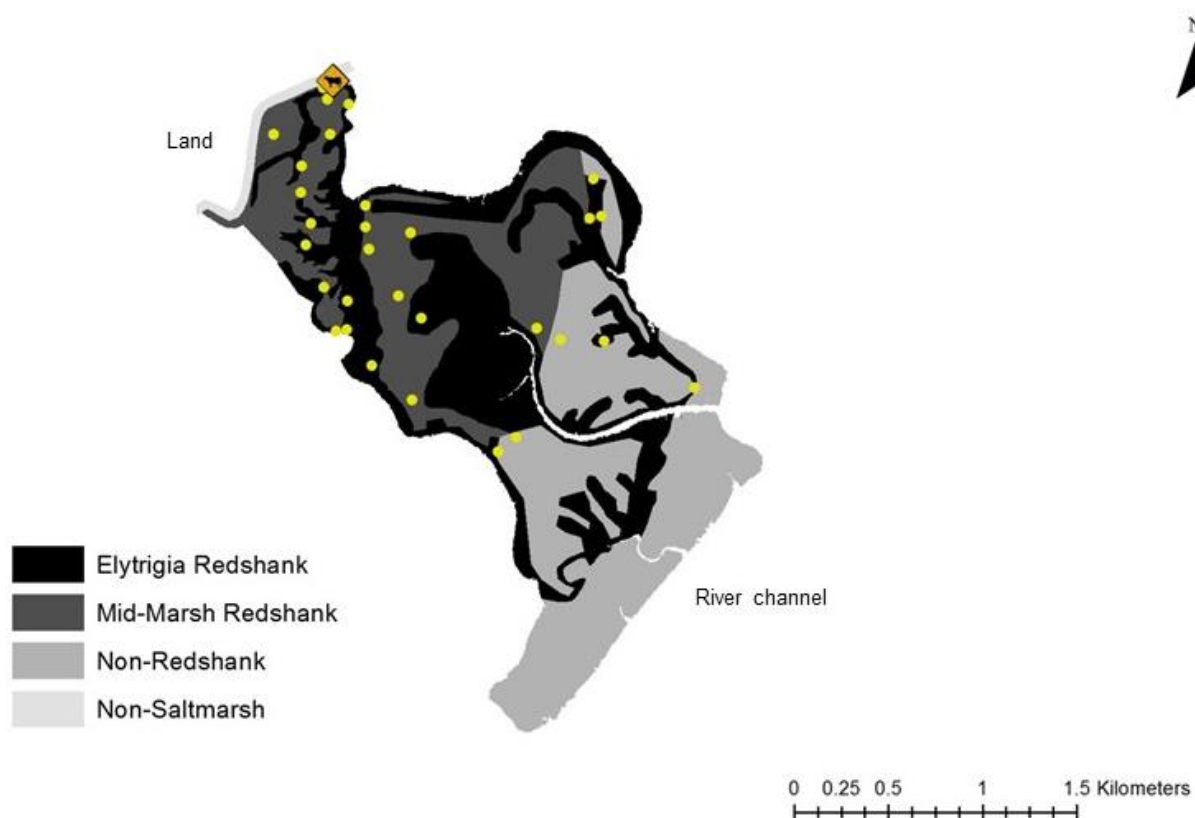 N
Land
Elytrigia Redshank
Mid-Marsh Redshank
Non-Redshank
Non-Saltmarsh
River channel
0 0.25 0.5 1 1.5 Kilometers